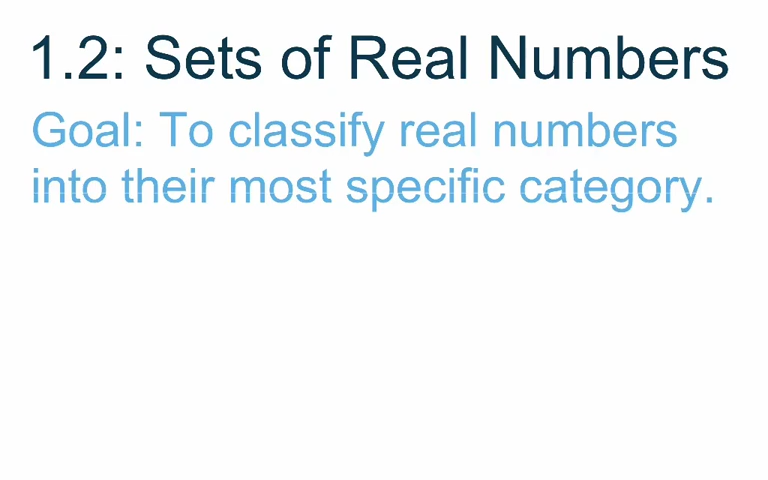 1.2: Sets of Real Numbers
Goal: To classify real numbers
into their most specific category.